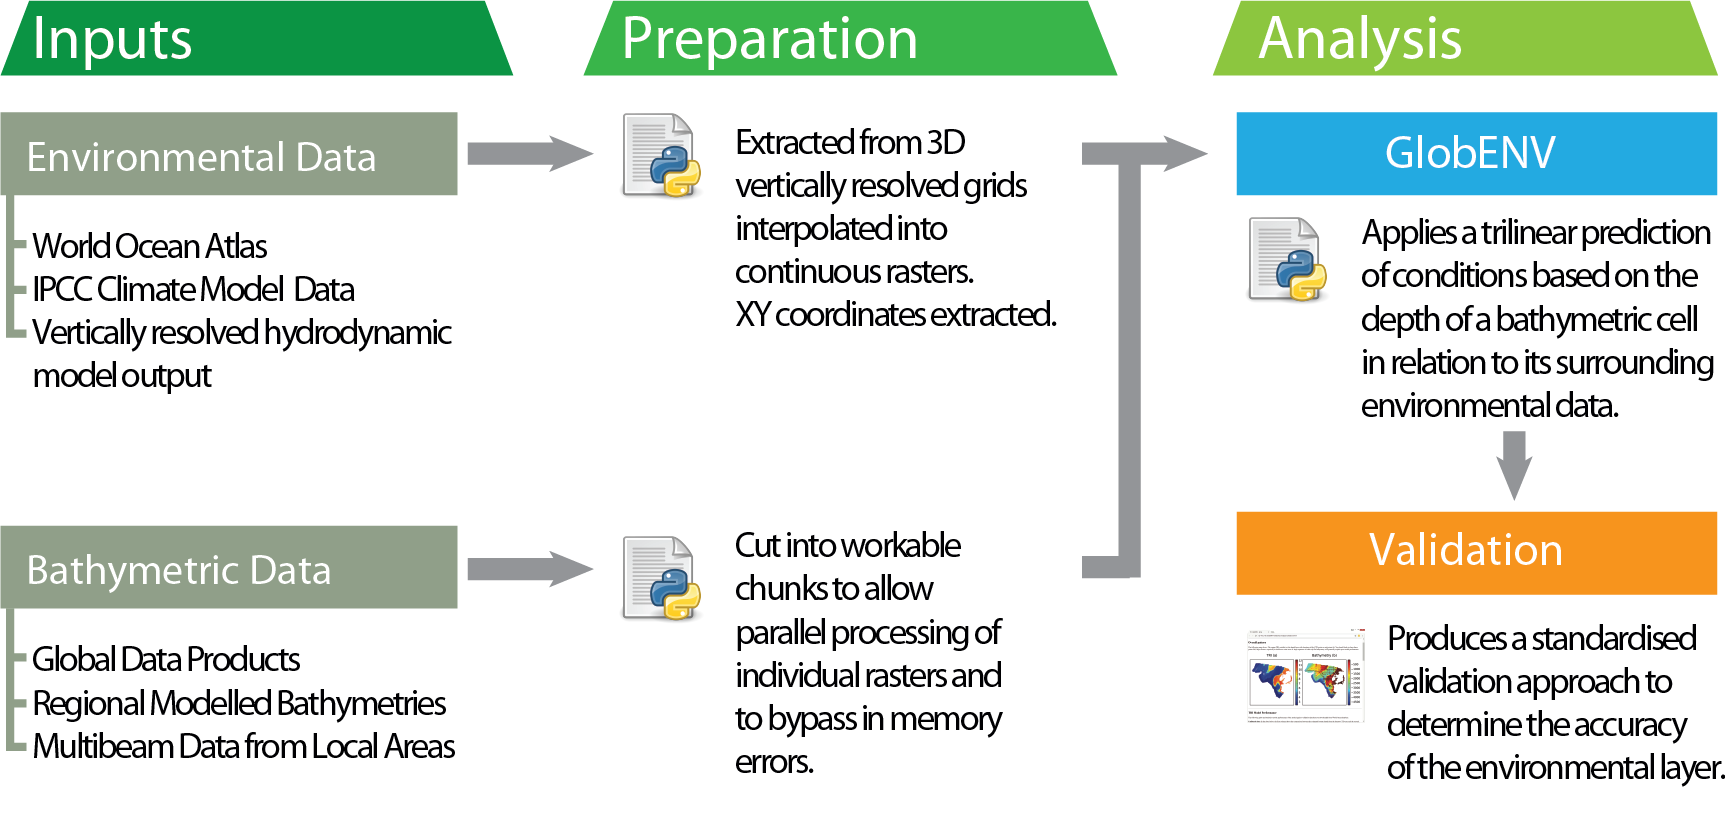 Inputs
Preparation
Analysis
Environmental Data
World Ocean Atlas
IPCC Climate Model Data
Vertically resolved hydrodynamic
model output
Extracted from 3D
vertically resolved grids
interpolated into
continuous rasters.
XY coordinates extracted.
GlobENV
Applies a trilinear prediction
of conditions based on the
depth of a bathymetric cell
in relation to its surrounding
environmental data.
Bathymetric Data
Global Data Products
Regional Modelled Bathymetries
Multibeam Data from Local Areas
Cut into workable
chunks to allow
parallel processing of
individual rasters and
to bypass in memory
errors.
Validation
Produces a standardised
validation approach to
determine the accuracy
of the environmental layer.